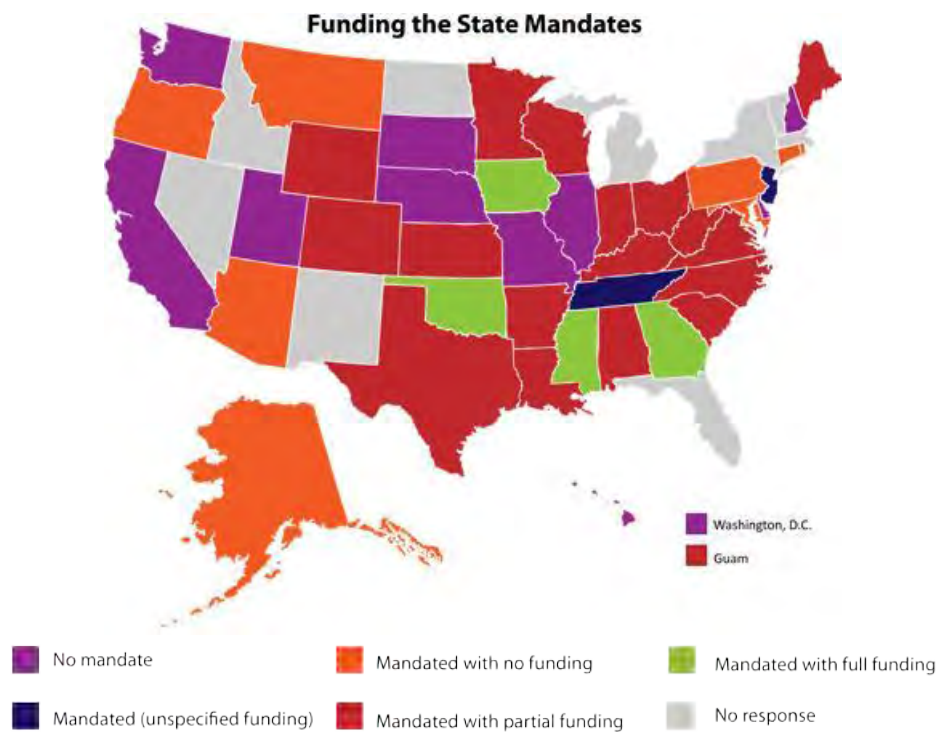 Funding the State Mandates
Washington, D.C.
Guam
No mandate
Mandated with no funding
Mandated with full funding
Mandated (unspecified funding)
Mandated with partial funding
No response